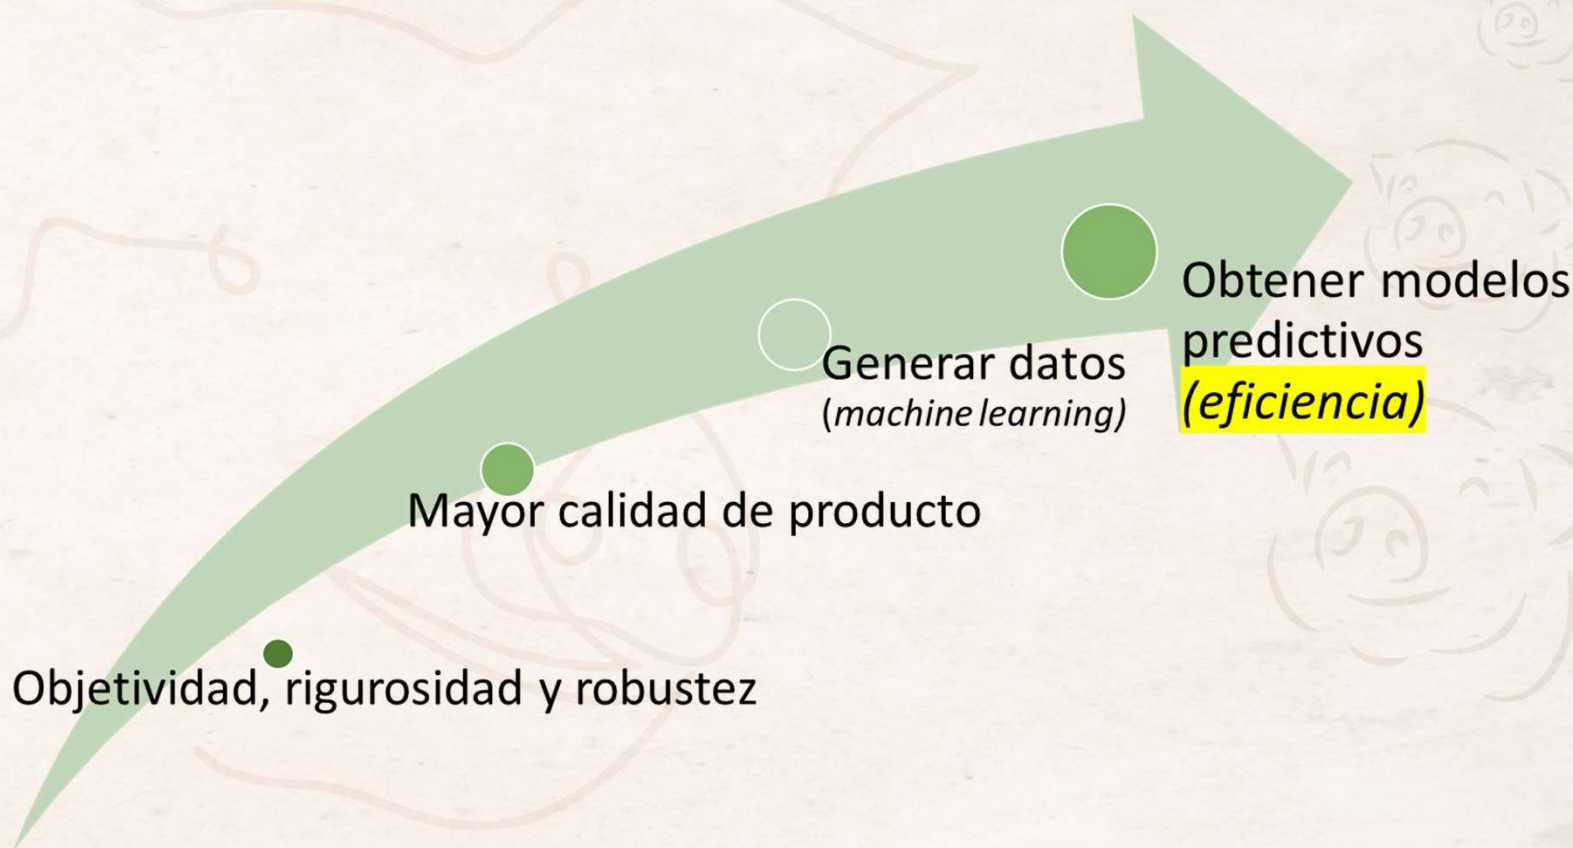 Obtener modelos
predictivos
(eficiencia)
Generar datos
(machine learning)
Mayor calidad de producto
Objetividad, rigurosidad y robustez